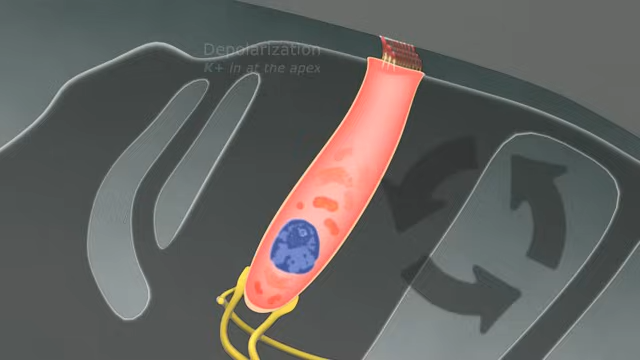 Depolarization
K+ in at the apex